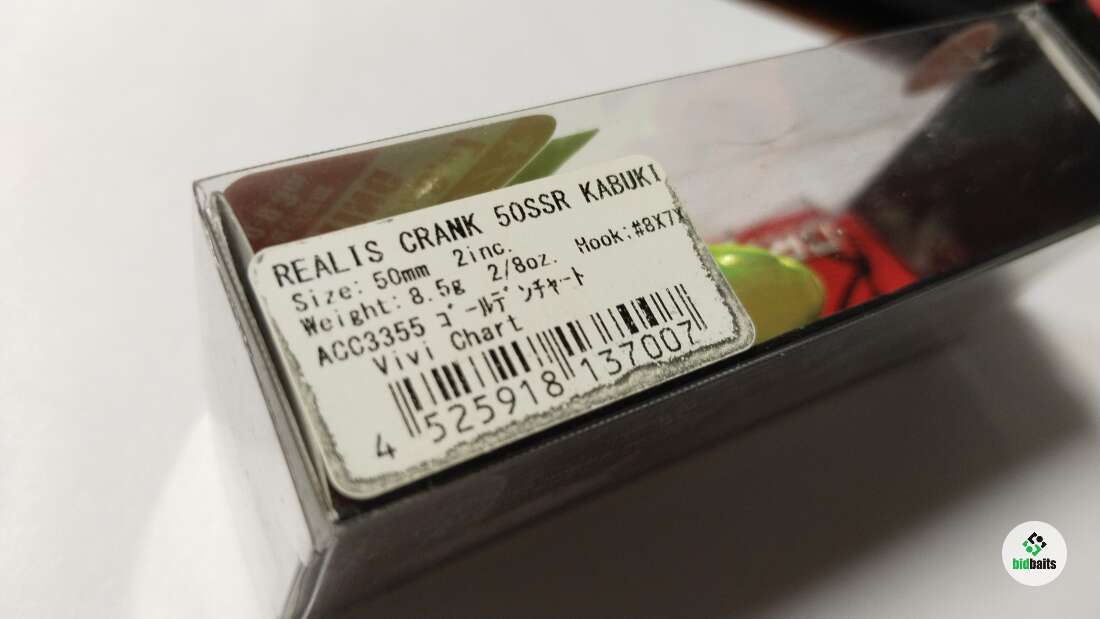 REALIS CRANK 50SSR KABUKI
Size: 50mm 2inc.
Weight: 8.5g 2/8oz. Hook:#8X7X
ACC3355 ゴールデンチャート
Vivi Chart
4 525918 137007
bidbaits